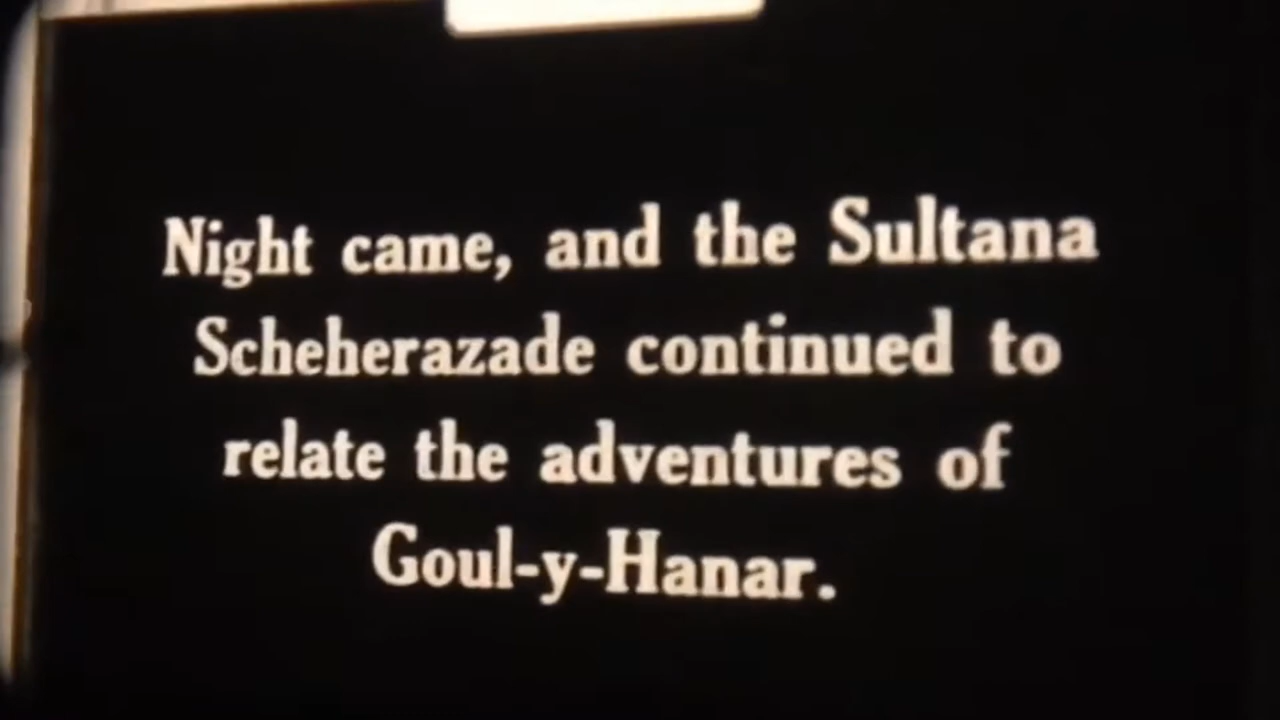 Night came, and the Sultana
Scheherazade continued to
relate the adventures of
Goul-y-Hanar.